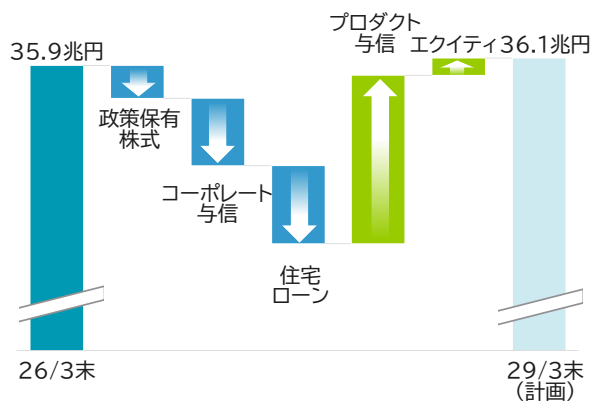 35.9兆円
政策保有
株式
コーポレート
与信
住宅
ローン
プロダクト
与信
エクイティ
36.1兆円
26/3末
29/3末
（計画）